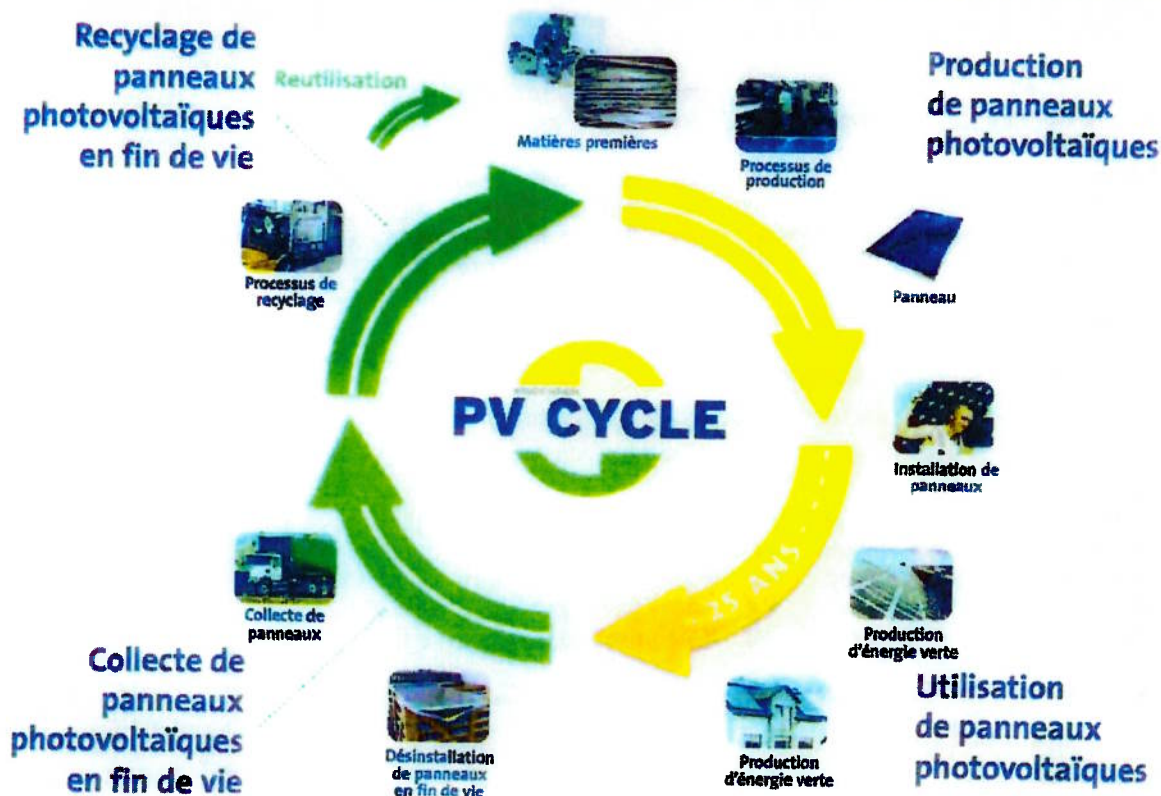 Recyclage de
panneaux
photovoltaïques
en fin de vie
Reutilisation
Matières premières
Processus de
production
Production
de panneaux
photovoltaïques
Panneau
Processus de
recyclage
PV CYCLE
Installation de
panneaux
25 ANS
Collecte de
panneaux
Production
d'énergie verte
Collecte de
panneaux
photovoltaïques
en fin de vie
Désinstallation
de panneaux
en fin de vie
Production
d'énergie verte
Utilisation
de panneaux
photovoltaïques